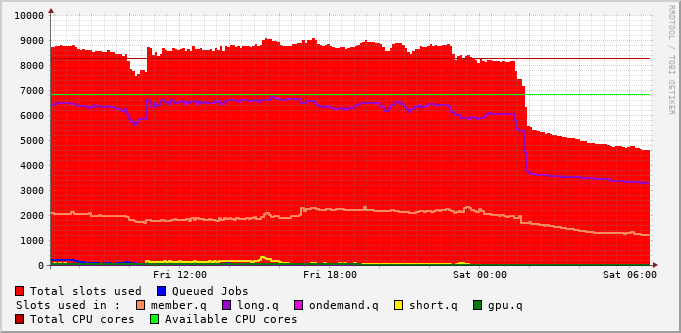 10000
9000
8000
7000
6000
5000
4000
3000
2000
1000
0
Fri 12:00 Fri 18:00 Sat 00:00 Sat 06:00
RRDTOOL / TOBI OETIKER
Total slots used Queued Jobs
Slots used in : member.q long.q ondemand.q short.q gpu.q
Total CPU cores Available CPU cores